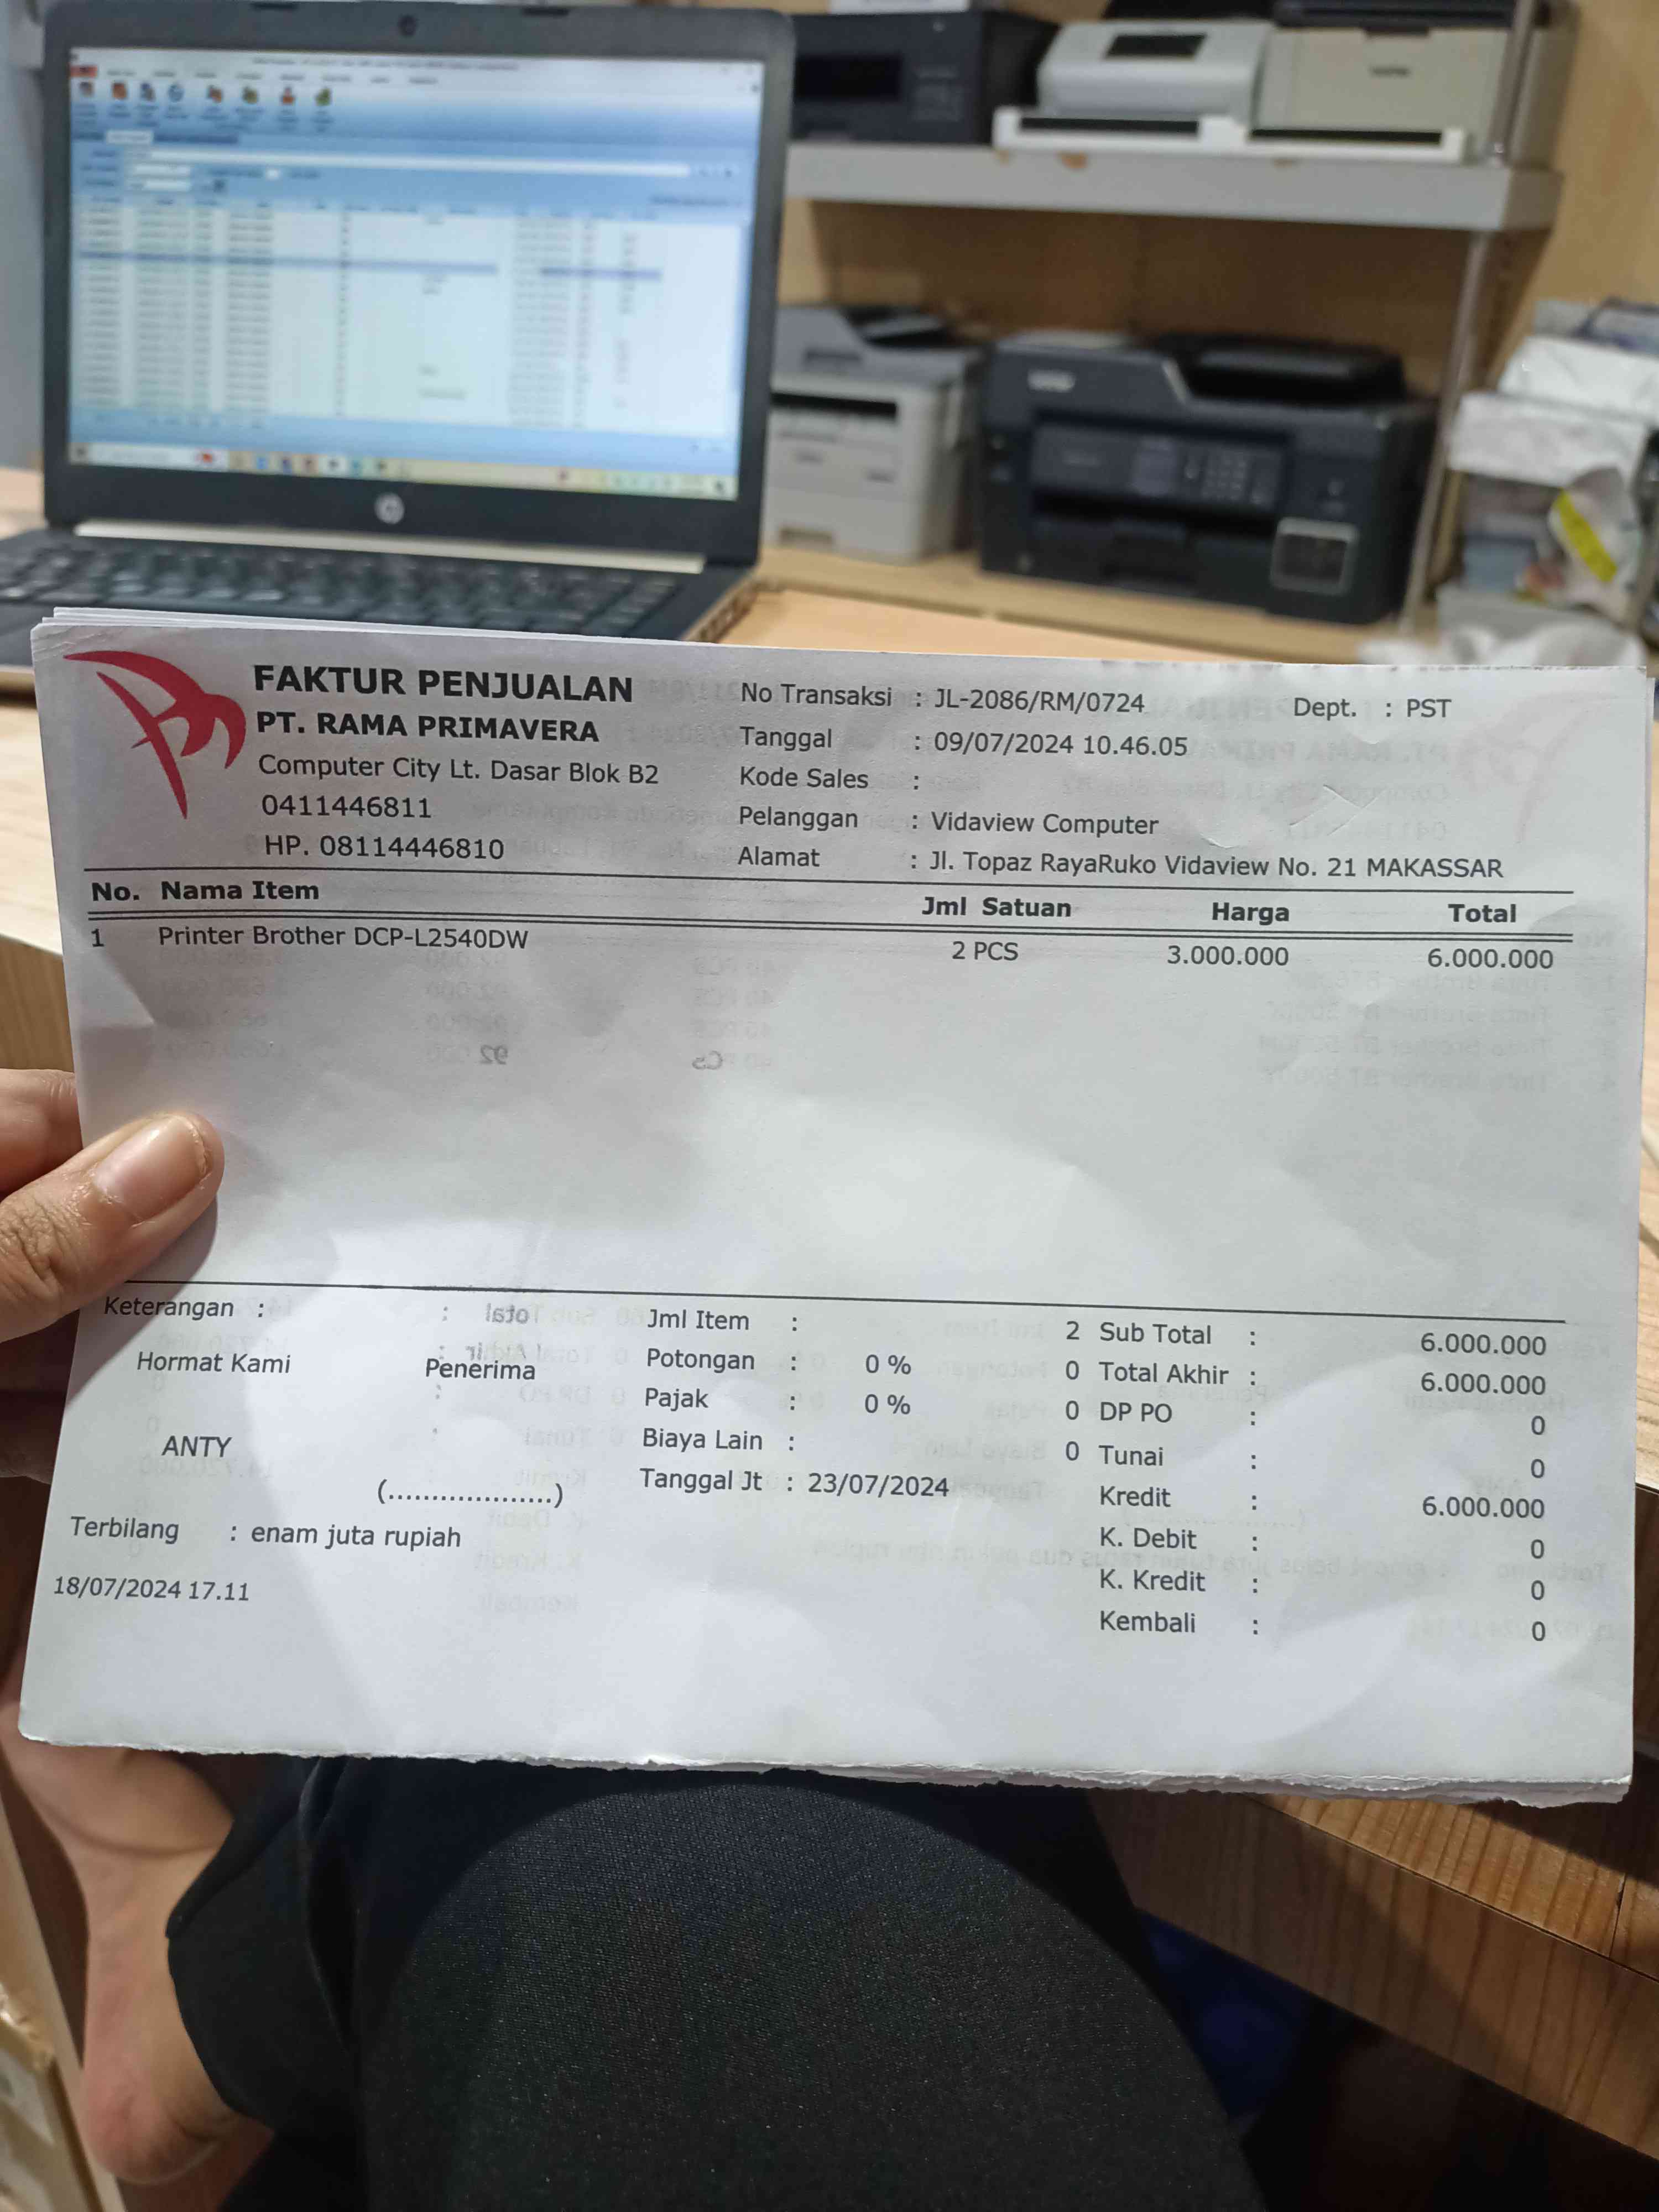 FAKTUR PENJUALAN
PT. RAMA PRIMAVERA
Computer City Lt. Dasar Blok B2
0411446811
HP. 08114446810
No Transaksi : JL-2086/RM/0724 Dept. : PST
Tanggal : 09/07/2024 10.46.05
Kode Sales :
Pelanggan : Vidaview Computer
Alamat : Jl. Topaz RayaRuko Vidaview No. 21 MAKASSAR
No. Nama Item Jml Satuan Harga Total
1 Printer Brother DCP-L2540DW 2 PCS 3.000.000 6.000.000
Keterangan :
Hormat Kami Penerima
ANTY
(...................)
Terbilang : enam juta rupiah
18/07/2024 17.11
Jml Item : 2
Potongan : 0 % 0
Pajak : 0 % 0
Biaya Lain : 0
Tanggal Jt : 23/07/2024
Sub Total : 6.000.000
Total Akhir : 6.000.000
DP PO : 0
Tunai : 0
Kredit : 6.000.000
K. Debit : 0
K. Kredit : 0
Kembali : 0